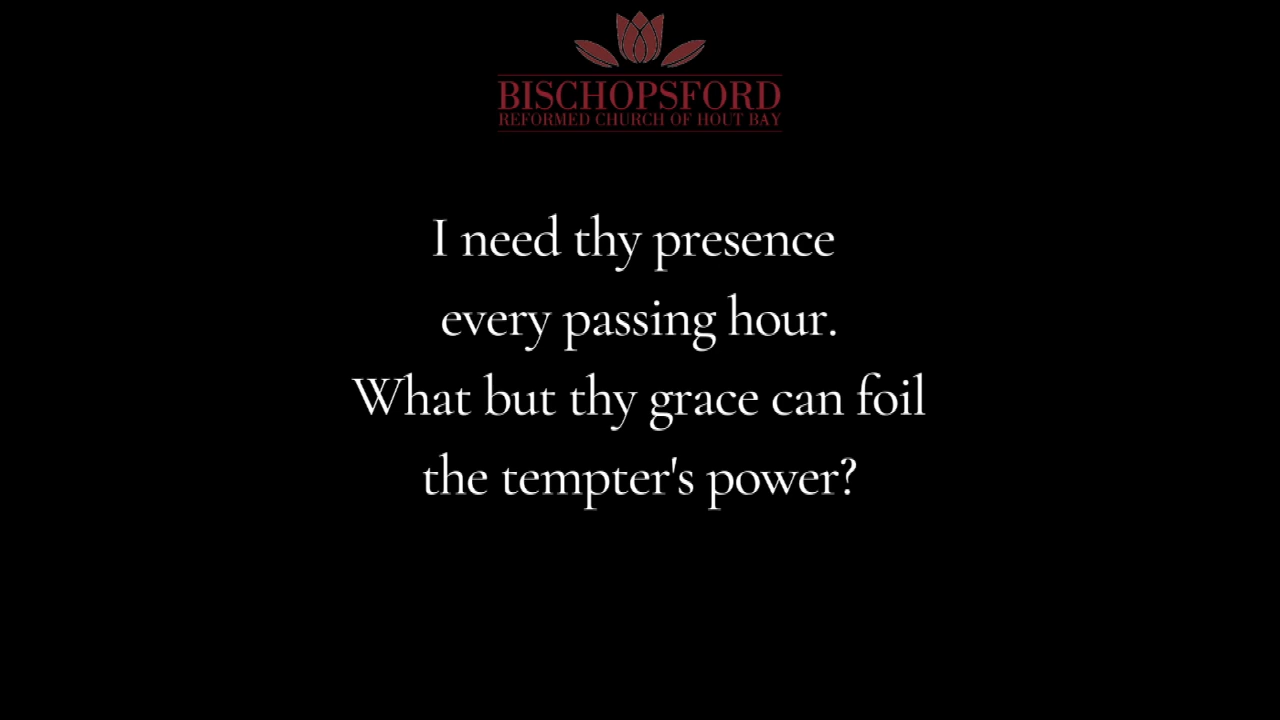 BISCHOPSFORD
REFORMED CHURCH OF HOUT BAY
I need thy presence
every passing hour.
What but thy grace can foil
the tempter's power?